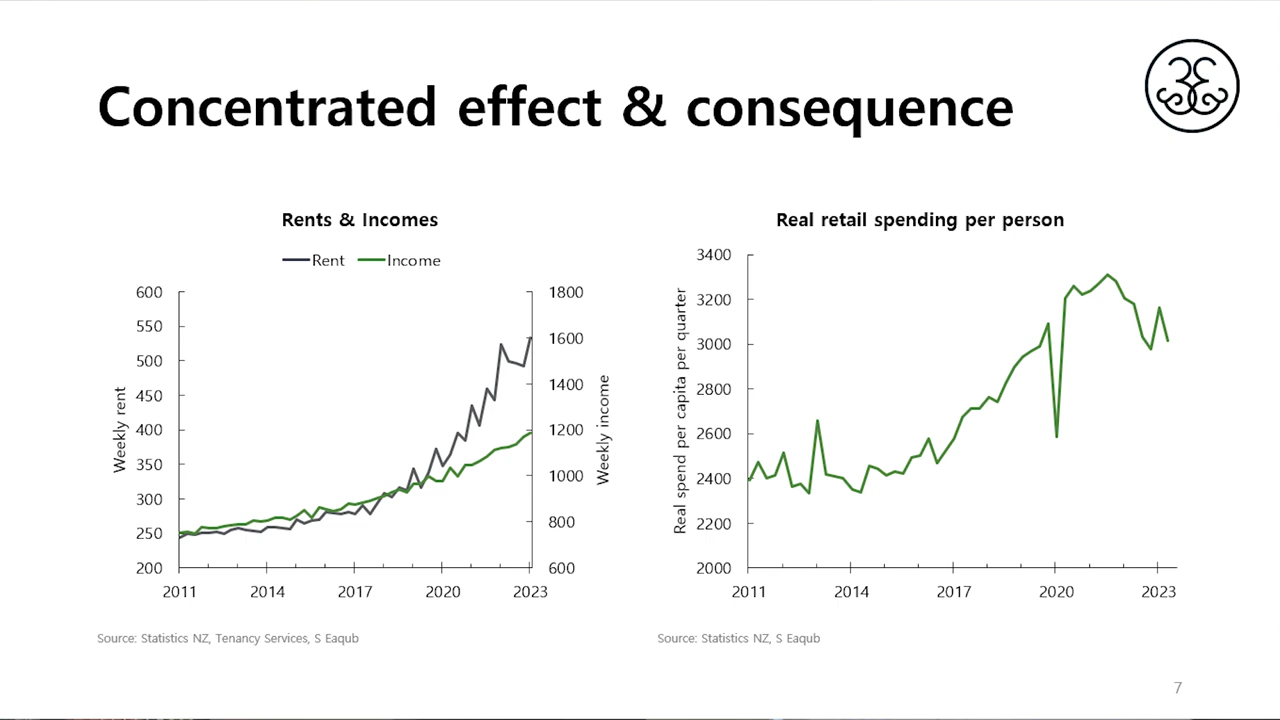 Concentrated effect & consequence
Rents & Incomes
Rent Income
600
550
500
450
400
350
300
250
200
Weekly rent
1800
1600
1400
1200
1000
800
600
Weekly income
2011 2014 2017 2020 2023
Source: Statistics NZ, Tenancy Services, S Eaqub
Real retail spending per person
3400
3200
3000
2800
2600
2400
2200
2000
Real spend per capita per quarter
2011 2014 2017 2020 2023
Source: Statistics NZ, S Eaqub
7